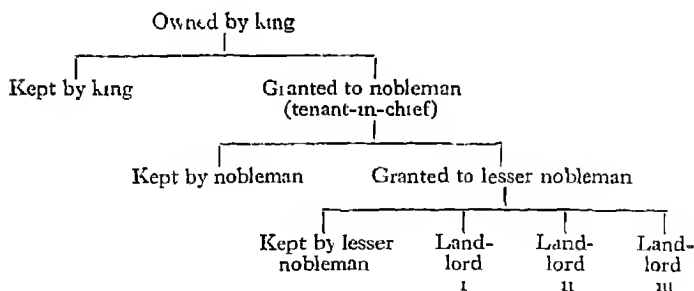 Owned by king
Kept by king
Granted to nobleman
(tenant-in-chief)
Kept by nobleman
Granted to lesser nobleman
Kept by lesser
nobleman
Land-
lord
i
Land-
lord
ii
Land-
lord
iii